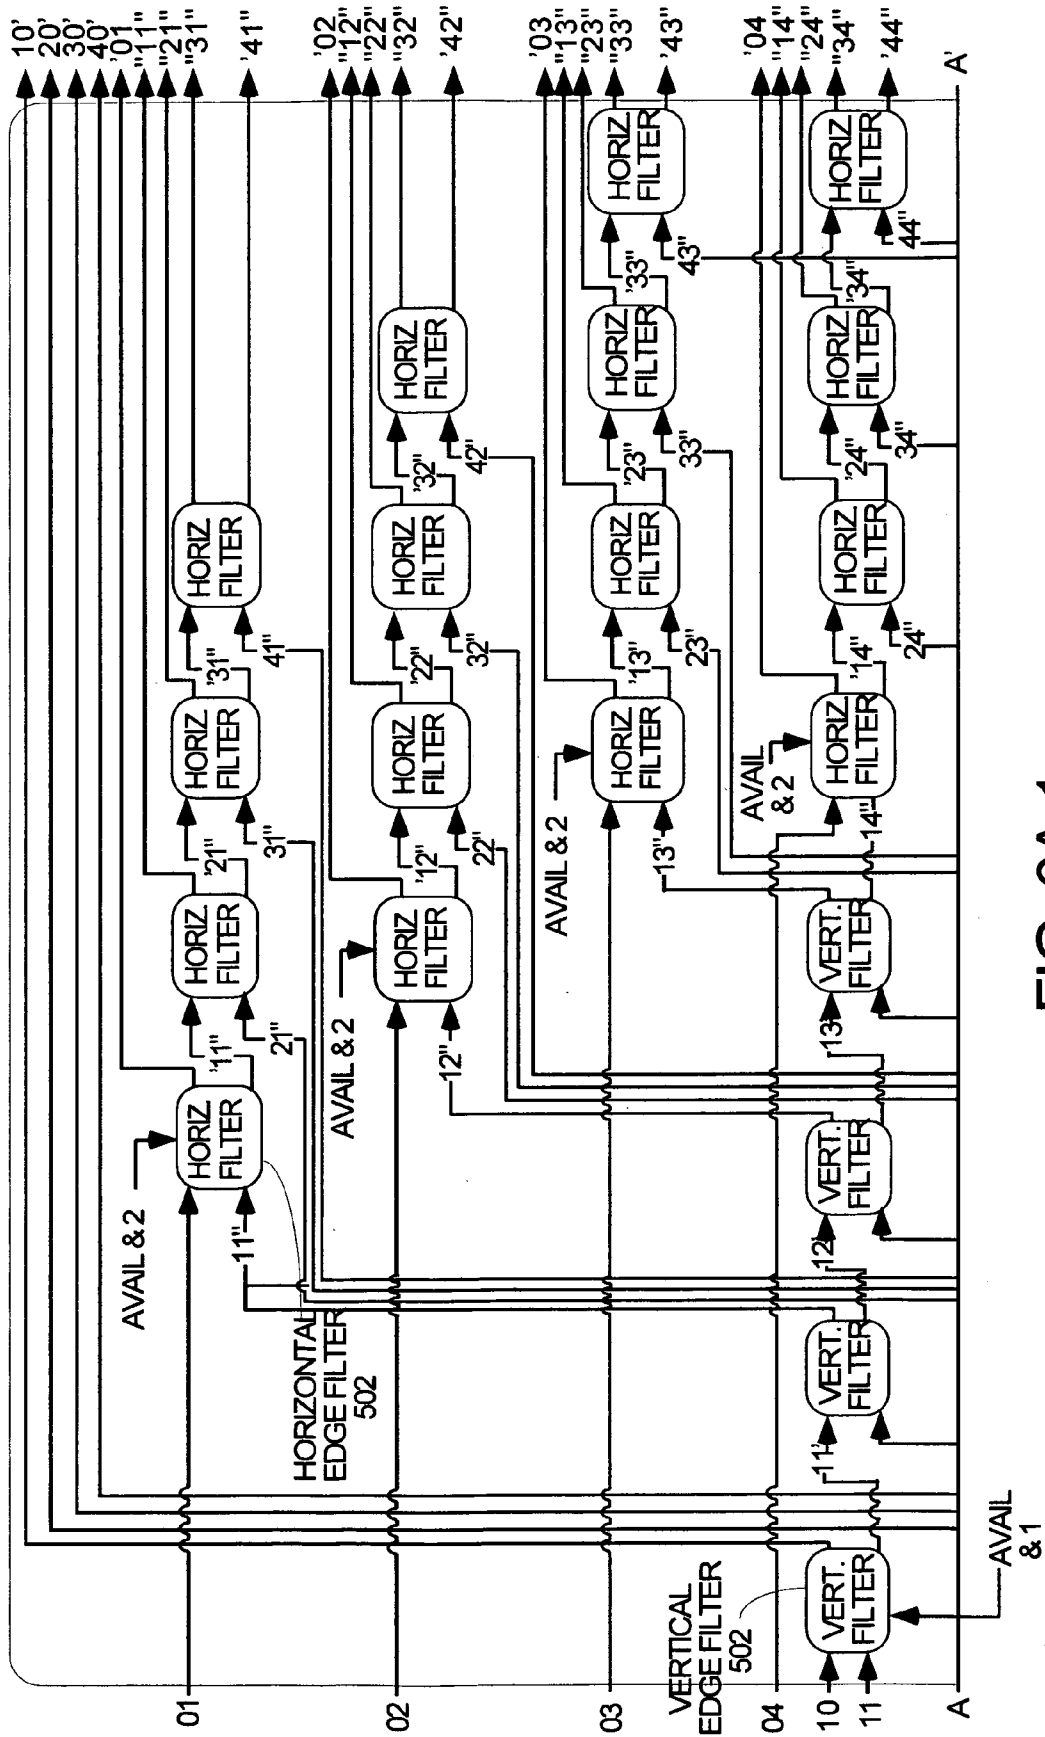 10'
20'
30'
40'
'01
"'11"
"'21"
"'31"
'41"
AVAIL & 2
01
11"
HORIZ
FILTER
'11"
21"
HORIZ.
FILTER
'21"
31"
HORIZ
FILTER
'31"
41"
HORIZ
FILTER
HORIZONTAL
EDGE FILTER
502
'02
"'12"
"'22"
"'32"
'42"
AVAIL & 2
02
12"
HORIZ
FILTER
'12"
22"
HORIZ
FILTER
'22"
32"
HORIZ
FILTER
'32"
42"
HORIZ
FILTER
'03
"'13"
"'23"
"'33"
'43"
AVAIL & 2
03
13"
HORIZ
FILTER
'13"
23"
HORIZ
FILTER
'23"
33"
HORIZ
FILTER
'33"
43"
HORIZ
FILTER
VERTICAL
EDGE FILTER
502
'04
"'14"
"'24"
"'34"
'44"
AVAIL
& 2
04
10
11
VERT.
FILTER
11'
VERT.
FILTER
12'
VERT.
FILTER
13'
VERT.
FILTER
14"
HORIZ
FILTER
'14"
24"
HORIZ
FILTER
'24"
34"
HORIZ
FILTER
'34"
44"
HORIZ
FILTER
A
A'
AVAIL
& 1